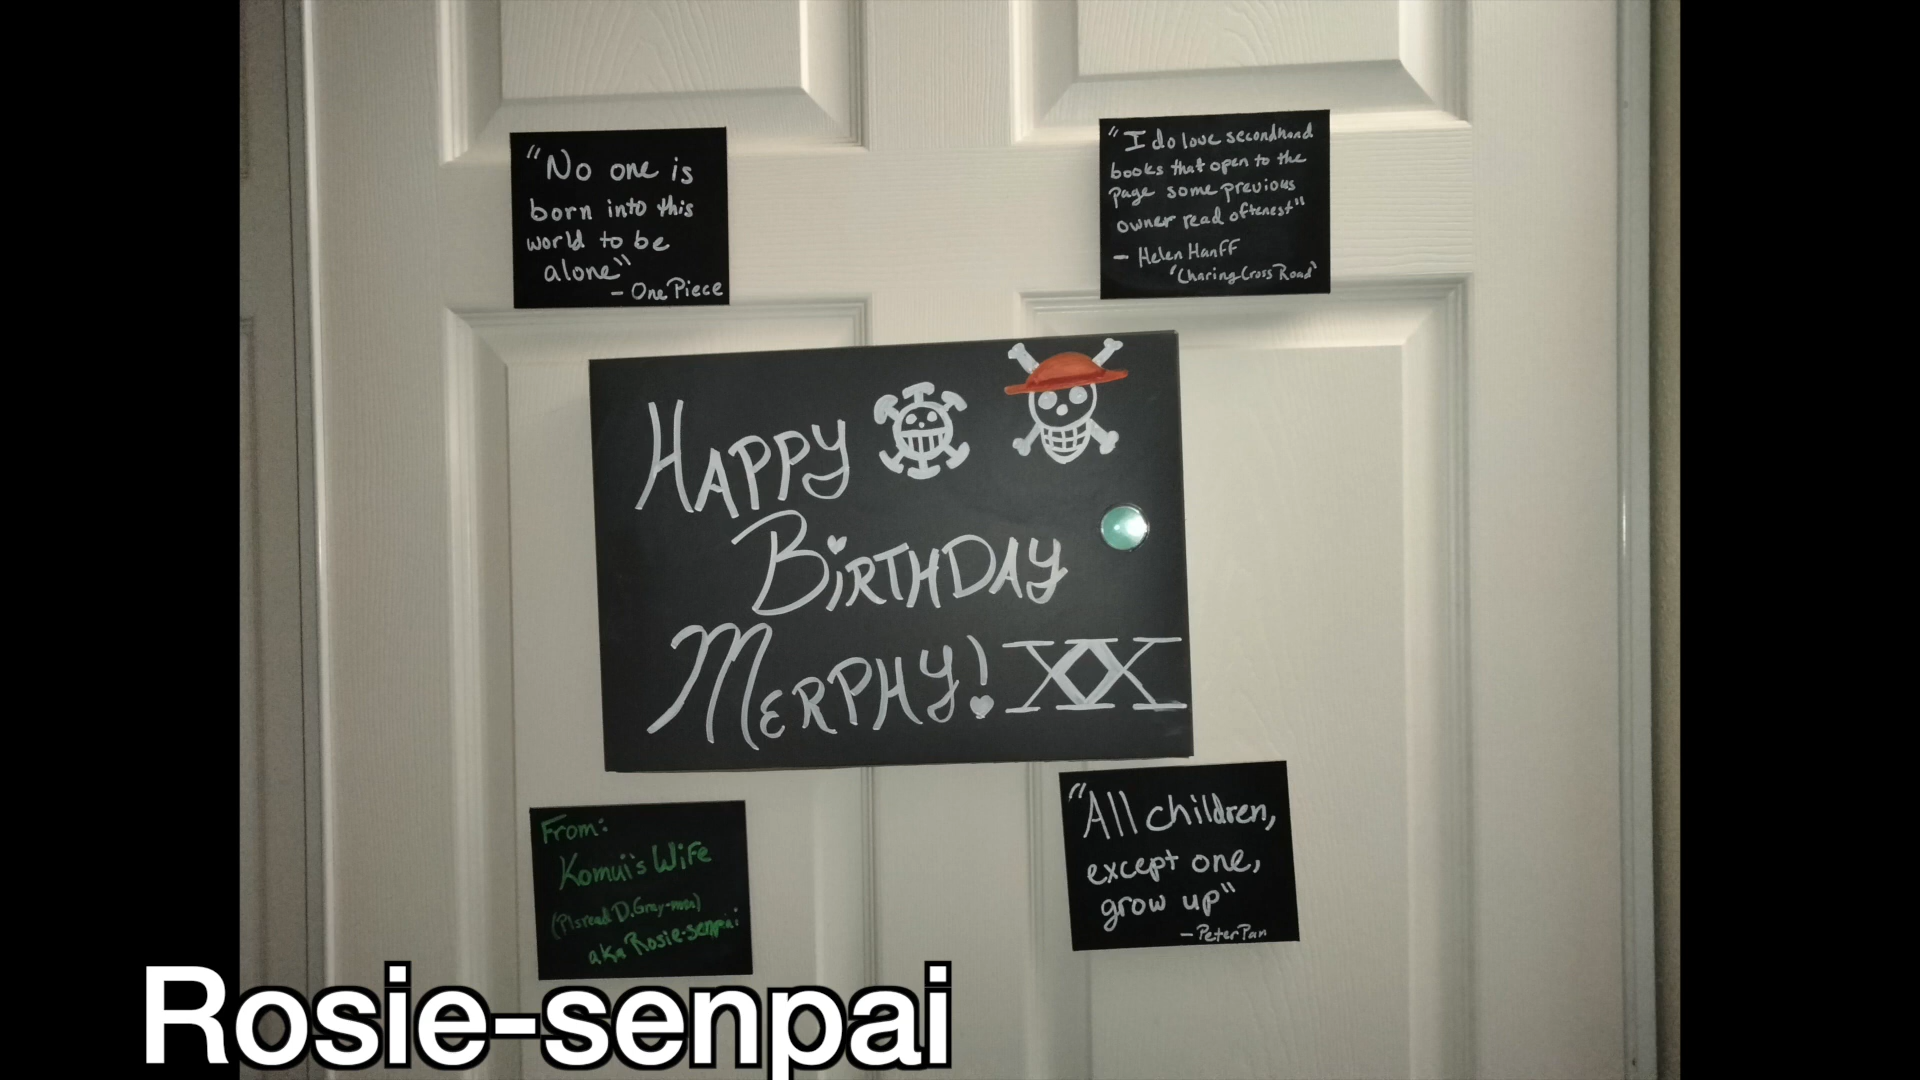 "No one is
born into this
world to be
alone"
- One Piece
"I do love secondhand
books that open to the
page some previous
owner read oftenest"
- Helen Hanff
'Charing Cross Road'
HAPPY
BIRTHDAY
MERPHY! XX
From:
Komui's Wife
(Pls read D.Gray-man)
aka Rosie-senpai
"All children,
except one,
grow up"
- Peter Pan
Rosie-senpai